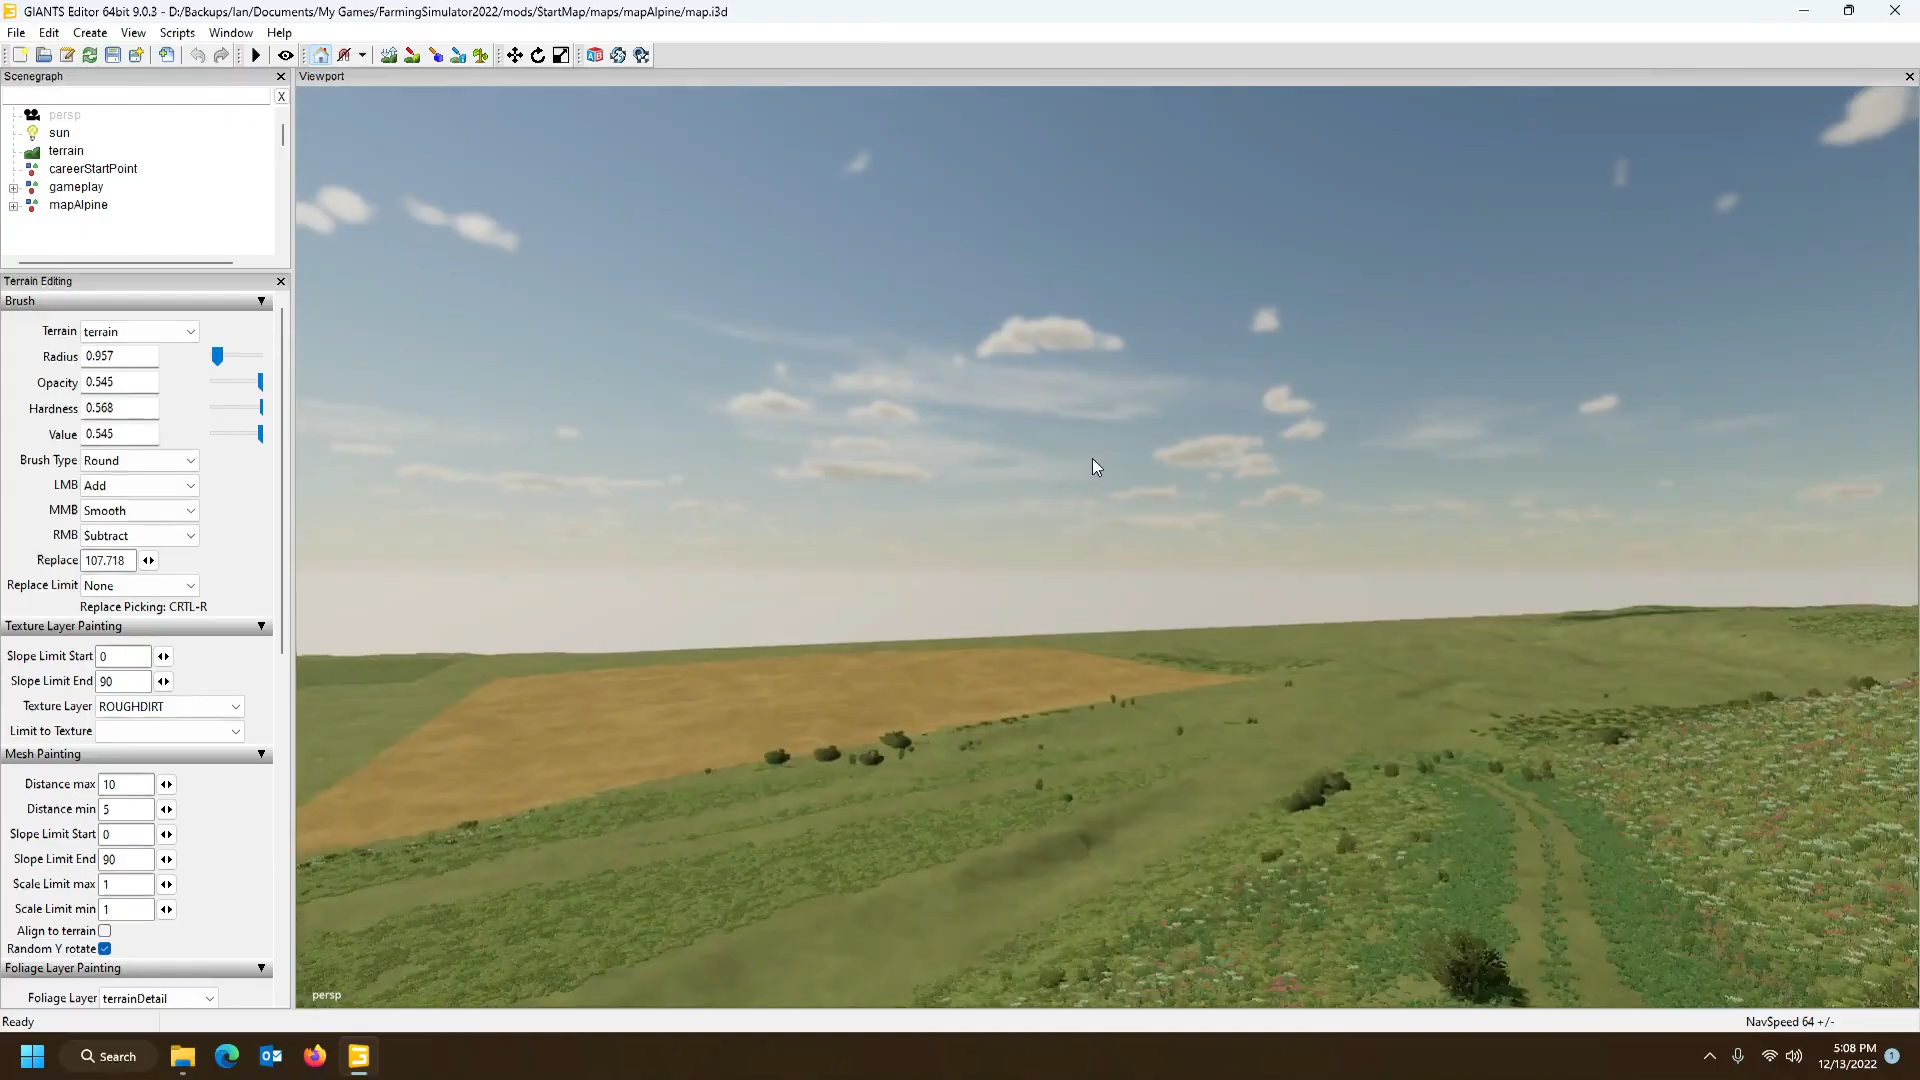 GIANTS Editor 64bit 9.0.3 - D:/Backups/Ian/Documents/My Games/FarmingSimulator2022/mods/StartMap/maps/mapAlpine/map.i3d
File Edit Create View Scripts Window Help
Scenegraph
Viewport
X
persp
sun
terrain
careerStartPoint
gameplay
mapAlpine
Terrain Editing
Brush
Terrain terrain
Radius 0.957
Opacity 0.545
Hardness 0.568
Value 0.545
Brush Type Round
LMB Add
MMB Smooth
RMB Subtract
Replace 107.718
Replace Limit None
Replace Picking: CRTL-R
Texture Layer Painting
Slope Limit Start 0
Slope Limit End 90
Texture Layer ROUGHDIRT
Limit to Texture
Mesh Painting
Distance max 10
Distance min 5
Slope Limit Start 0
Slope Limit End 90
Scale Limit max 1
Scale Limit min 1
Align to terrain
Random Y rotate
Foliage Layer Painting
Foliage Layer terrainDetail
persp
Ready
NavSpeed 64 +/-
Search
5:08 PM
12/13/2022
1